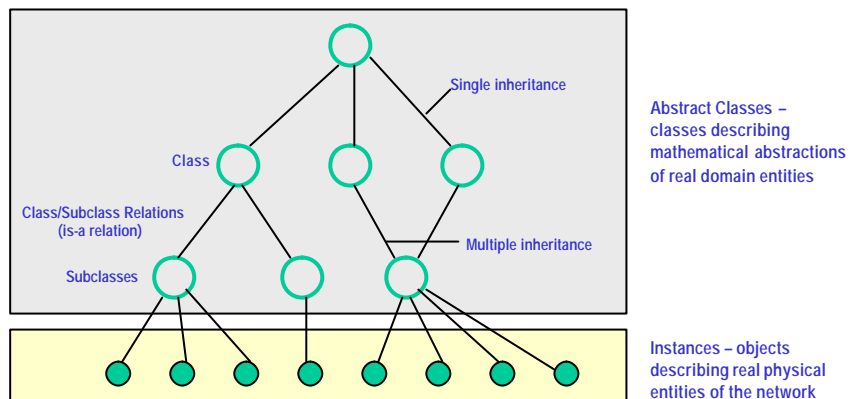 Single inheritance
Abstract Classes –
classes describing
mathematical abstractions
of real domain entities
Class
Class/Subclass Relations
(is-a relation)
Multiple inheritance
Subclasses
Instances – objects
describing real physical
entities of the network